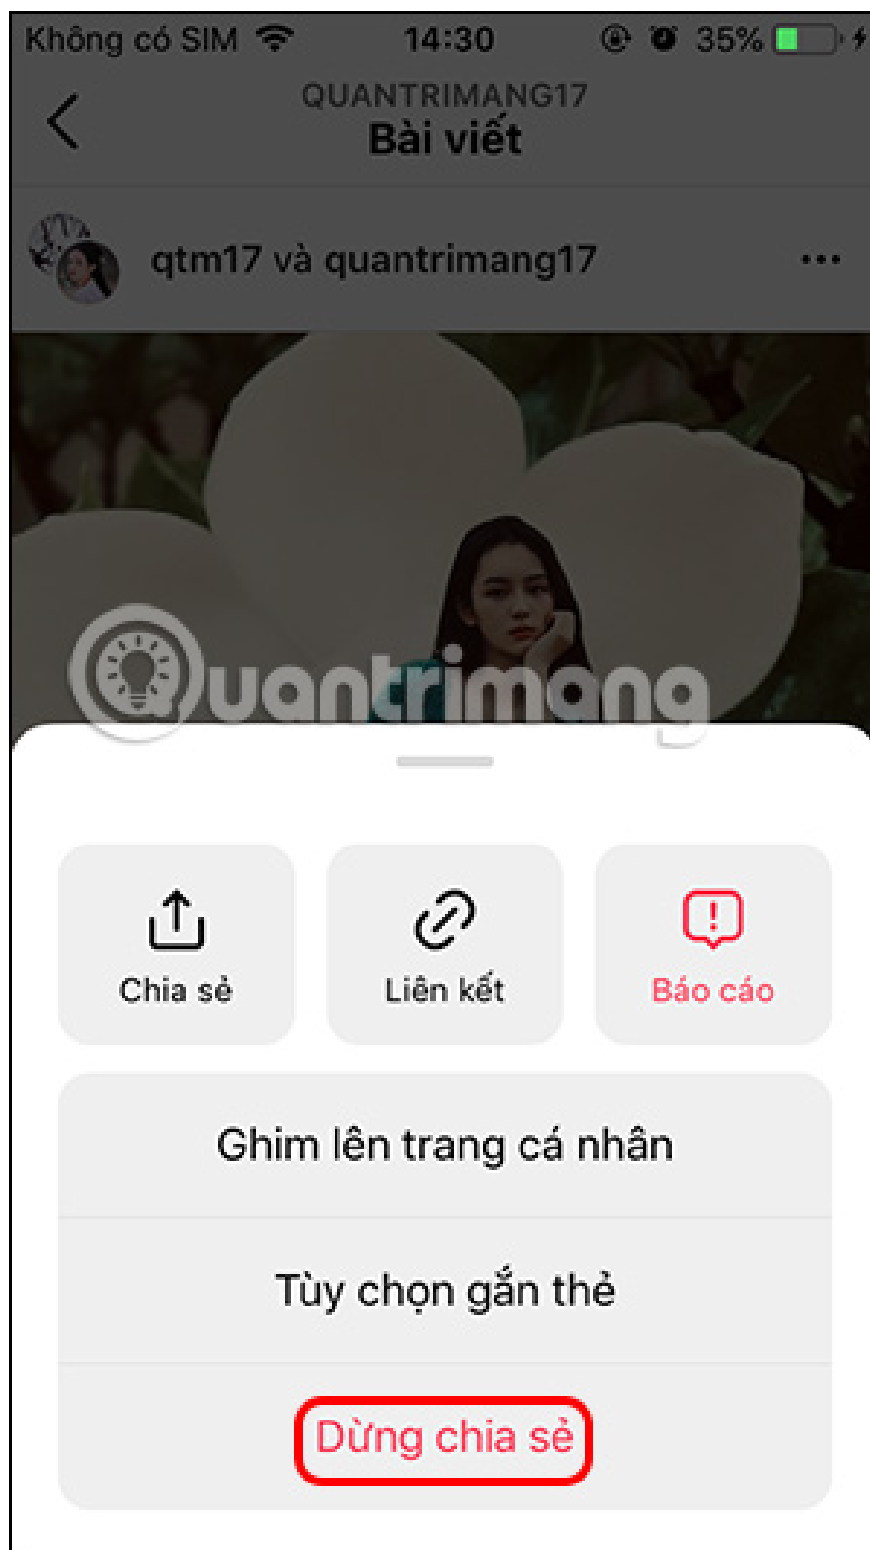 Không có SIM 14:30 35%
QUANTRIMANG17
Bài viết
qtm17 và quantrimang17
Quantrimang
Chia sẻ
Liên kết
Báo cáo
Ghim lên trang cá nhân
Tùy chọn gắn thẻ
Dừng chia sẻ